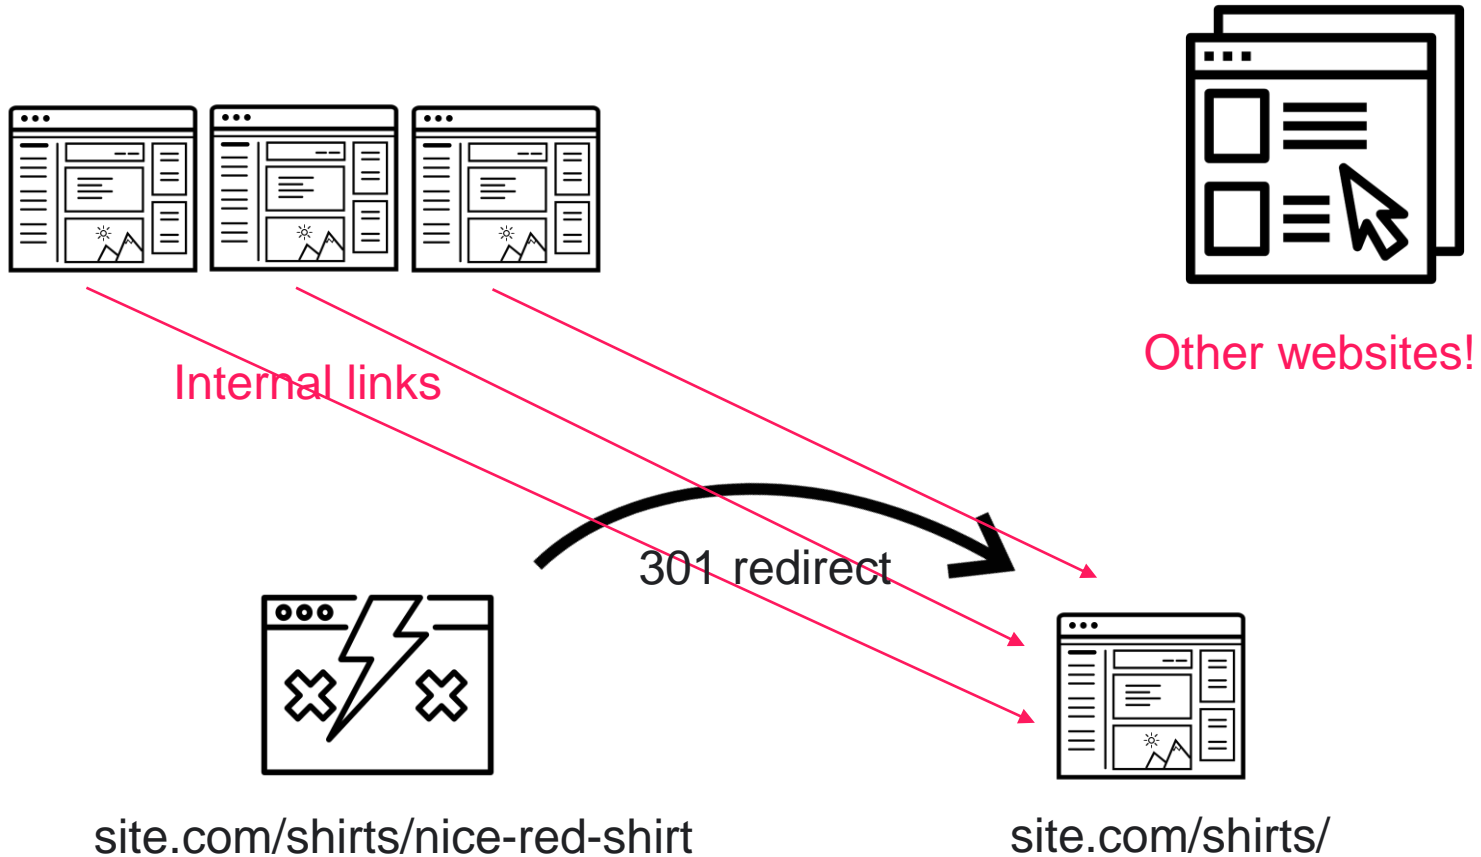 Other websites!
Internal links
301 redirect
site.com/shirts/nice-red-shirt
site.com/shirts/